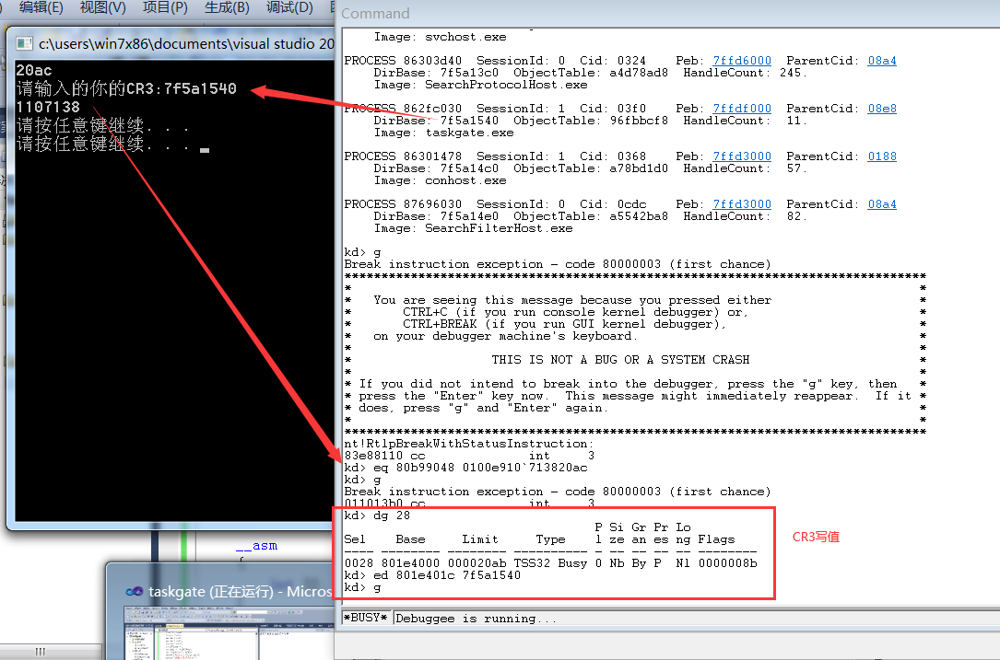 编辑(E) 视图(V) 项目(P) 生成(B) 调试(D)
c:\users\win7x86\documents\visual studio 20
20ac
请输入的你的CR3:7f5a1540
1107138
请按任意键继续. . .
请按任意键继续. . .
__asm
{
taskgate (正在运行) - Micros
Command
Image: svchost.exe
PROCESS 86303d40 SessionId: 0 Cid: 0324 Peb: 7ffd6000 ParentCid: 08a4
DirBase: 7f5a13c0 ObjectTable: a4d78ad8 HandleCount: 245.
Image: SearchProtocolHost.exe
PROCESS 862fc030 SessionId: 1 Cid: 03f0 Peb: 7ffdf000 ParentCid: 08e8
DirBase: 7f5a1540 ObjectTable: 96fbbcf8 HandleCount: 11.
Image: taskgate.exe
PROCESS 86301478 SessionId: 1 Cid: 0368 Peb: 7ffd3000 ParentCid: 0188
DirBase: 7f5a14c0 ObjectTable: a78bd1d0 HandleCount: 57.
Image: conhost.exe
PROCESS 87696030 SessionId: 0 Cid: 0cdc Peb: 7ffd3000 ParentCid: 08a4
DirBase: 7f5a14e0 ObjectTable: a5542ba8 HandleCount: 82.
Image: SearchFilterHost.exe
kd> g
Break instruction exception - code 80000003 (first chance)
*******************************************************************************
* *
* You are seeing this message because you pressed either *
* CTRL+C (if you run console kernel debugger) or, *
* CTRL+BREAK (if you run GUI kernel debugger), *
* on your debugger machine's keyboard. *
* *
* THIS IS NOT A BUG OR A SYSTEM CRASH *
* *
* If you did not intend to break into the debugger, press the "g" key, then *
* press the "Enter" key now. This message might immediately reappear. If it *
* does, press "g" and "Enter" again. *
* *
*******************************************************************************
nt!RtlpBreakWithStatusInstruction:
83e88110 cc int 3
kd> eq 80b99048 0100e910`713820ac
kd> g
Break instruction exception - code 80000003 (first chance)
011013b0 cc int 3
kd> dg 28
P Si Gr Pr Lo
Sel Base Limit Type l ze an es ng Flags
---- -------- -------- ---------- - -- -- -- -- --------
0028 801e4000 000020ab TSS32 Busy 0 Nb By P Nl 0000008b
kd> ed 801e401c 7f5a1540
kd> g
CR3写值
*BUSY* Debuggee is running...